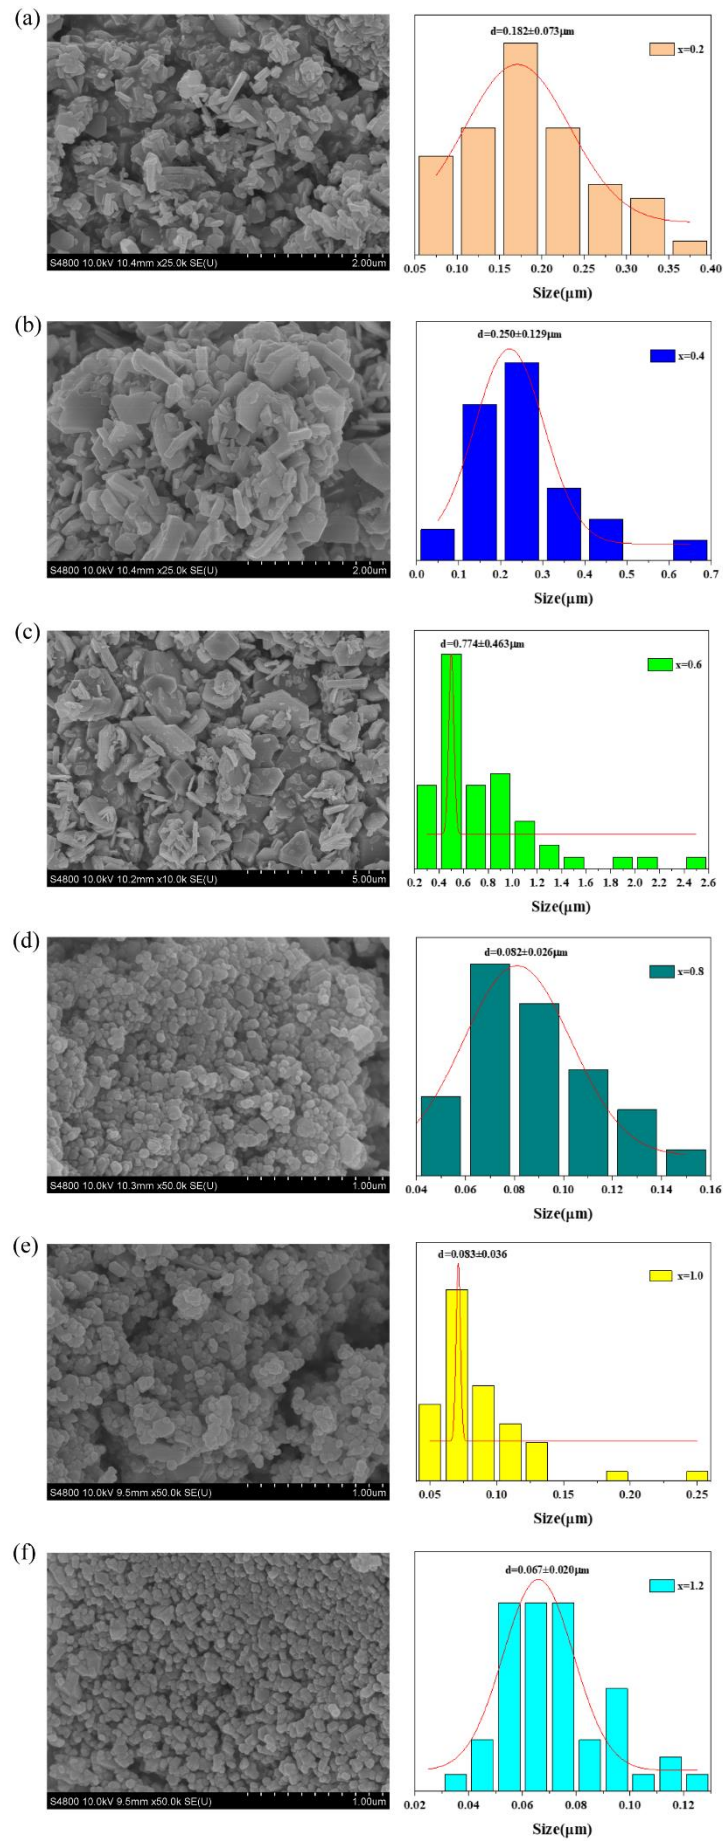 (a)
d=0.182±0.073μm
x=0.2
S4800 10.0kV 10.4mm x25.0k SE(U) 2.00um
0.05 0.10 0.15 0.20 0.25 0.30 0.35 0.40
Size(μm)
(b)
d=0.250±0.129μm
x=0.4
S4800 10.0kV 10.4mm x25.0k SE(U) 2.00um
0.0 0.1 0.2 0.3 0.4 0.5 0.6 0.7
Size(μm)
(c)
d=0.774±0.463μm
x=0.6
S4800 10.0kV 10.2mm x10.0k SE(U) 5.00um
0.2 0.4 0.6 0.8 1.0 1.2 1.4 1.6 1.8 2.0 2.2 2.4 2.6
Size(μm)
(d)
d=0.082±0.026μm
x=0.8
S4800 10.0kV 10.3mm x50.0k SE(U) 1.00um
0.04 0.06 0.08 0.10 0.12 0.14 0.16
Size(μm)
(e)
d=0.083±0.036
x=1.0
S4800 10.0kV 9.5mm x50.0k SE(U) 1.00um
0.05 0.10 0.15 0.20 0.25
Size(μm)
(f)
d=0.067±0.020μm
x=1.2
S4800 10.0kV 9.5mm x50.0k SE(U) 1.00um
0.02 0.04 0.06 0.08 0.10 0.12
Size(μm)